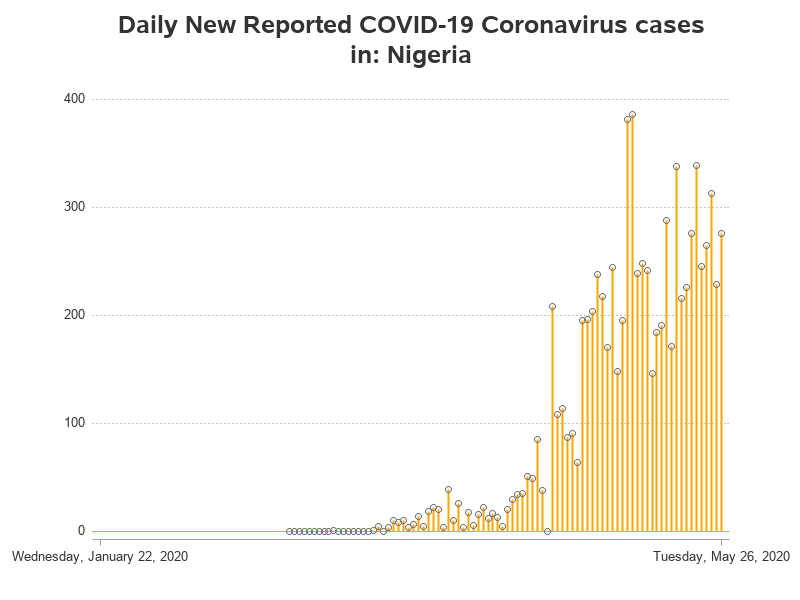 Daily New Reported COVID-19 Coronavirus cases
in: Nigeria
400
300
200
100
0
Wednesday, January 22, 2020
Tuesday, May 26, 2020